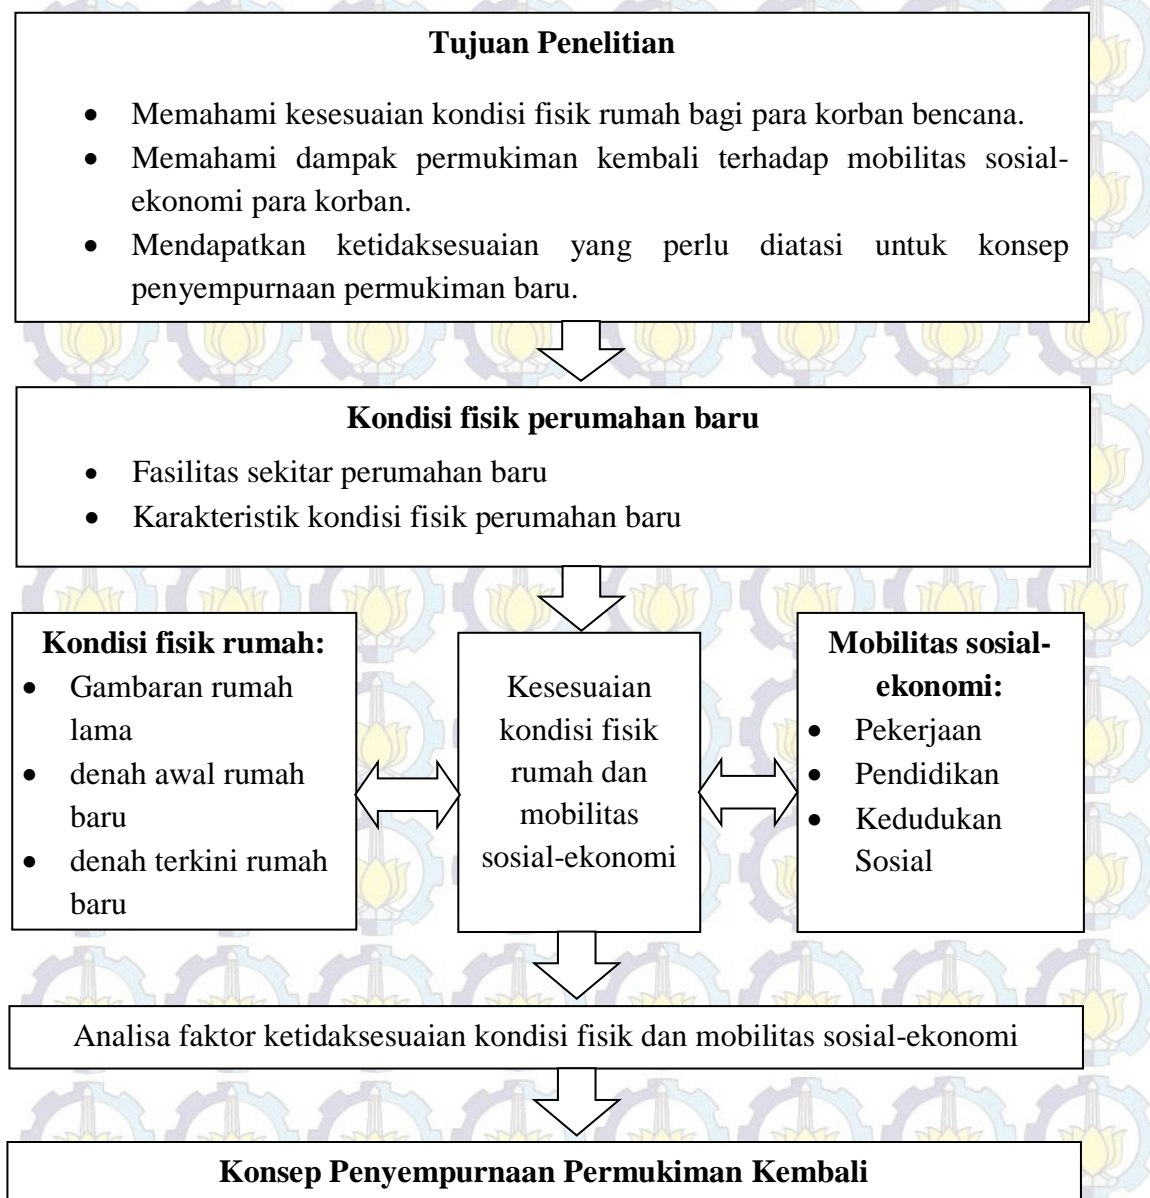 Tujuan Penelitian
• Memahami kesesuaian kondisi fisik rumah bagi para korban bencana.
• Memahami dampak permukiman kembali terhadap mobilitas sosial-
ekonomi para korban.
• Mendapatkan ketidaksesuaian yang perlu diatasi untuk konsep
penyempurnaan permukiman baru.
Kondisi fisik perumahan baru
• Fasilitas sekitar perumahan baru
• Karakteristik kondisi fisik perumahan baru
Kondisi fisik rumah:
• Gambaran rumah
lama
• denah awal rumah
baru
• denah terkini rumah
baru
Kesesuaian
kondisi fisik
rumah dan
mobilitas
sosial-ekonomi
Mobilitas sosial-
ekonomi:
• Pekerjaan
• Pendidikan
• Kedudukan
Sosial
Analisa faktor ketidaksesuaian kondisi fisik dan mobilitas sosial-ekonomi
Konsep Penyempurnaan Permukiman Kembali